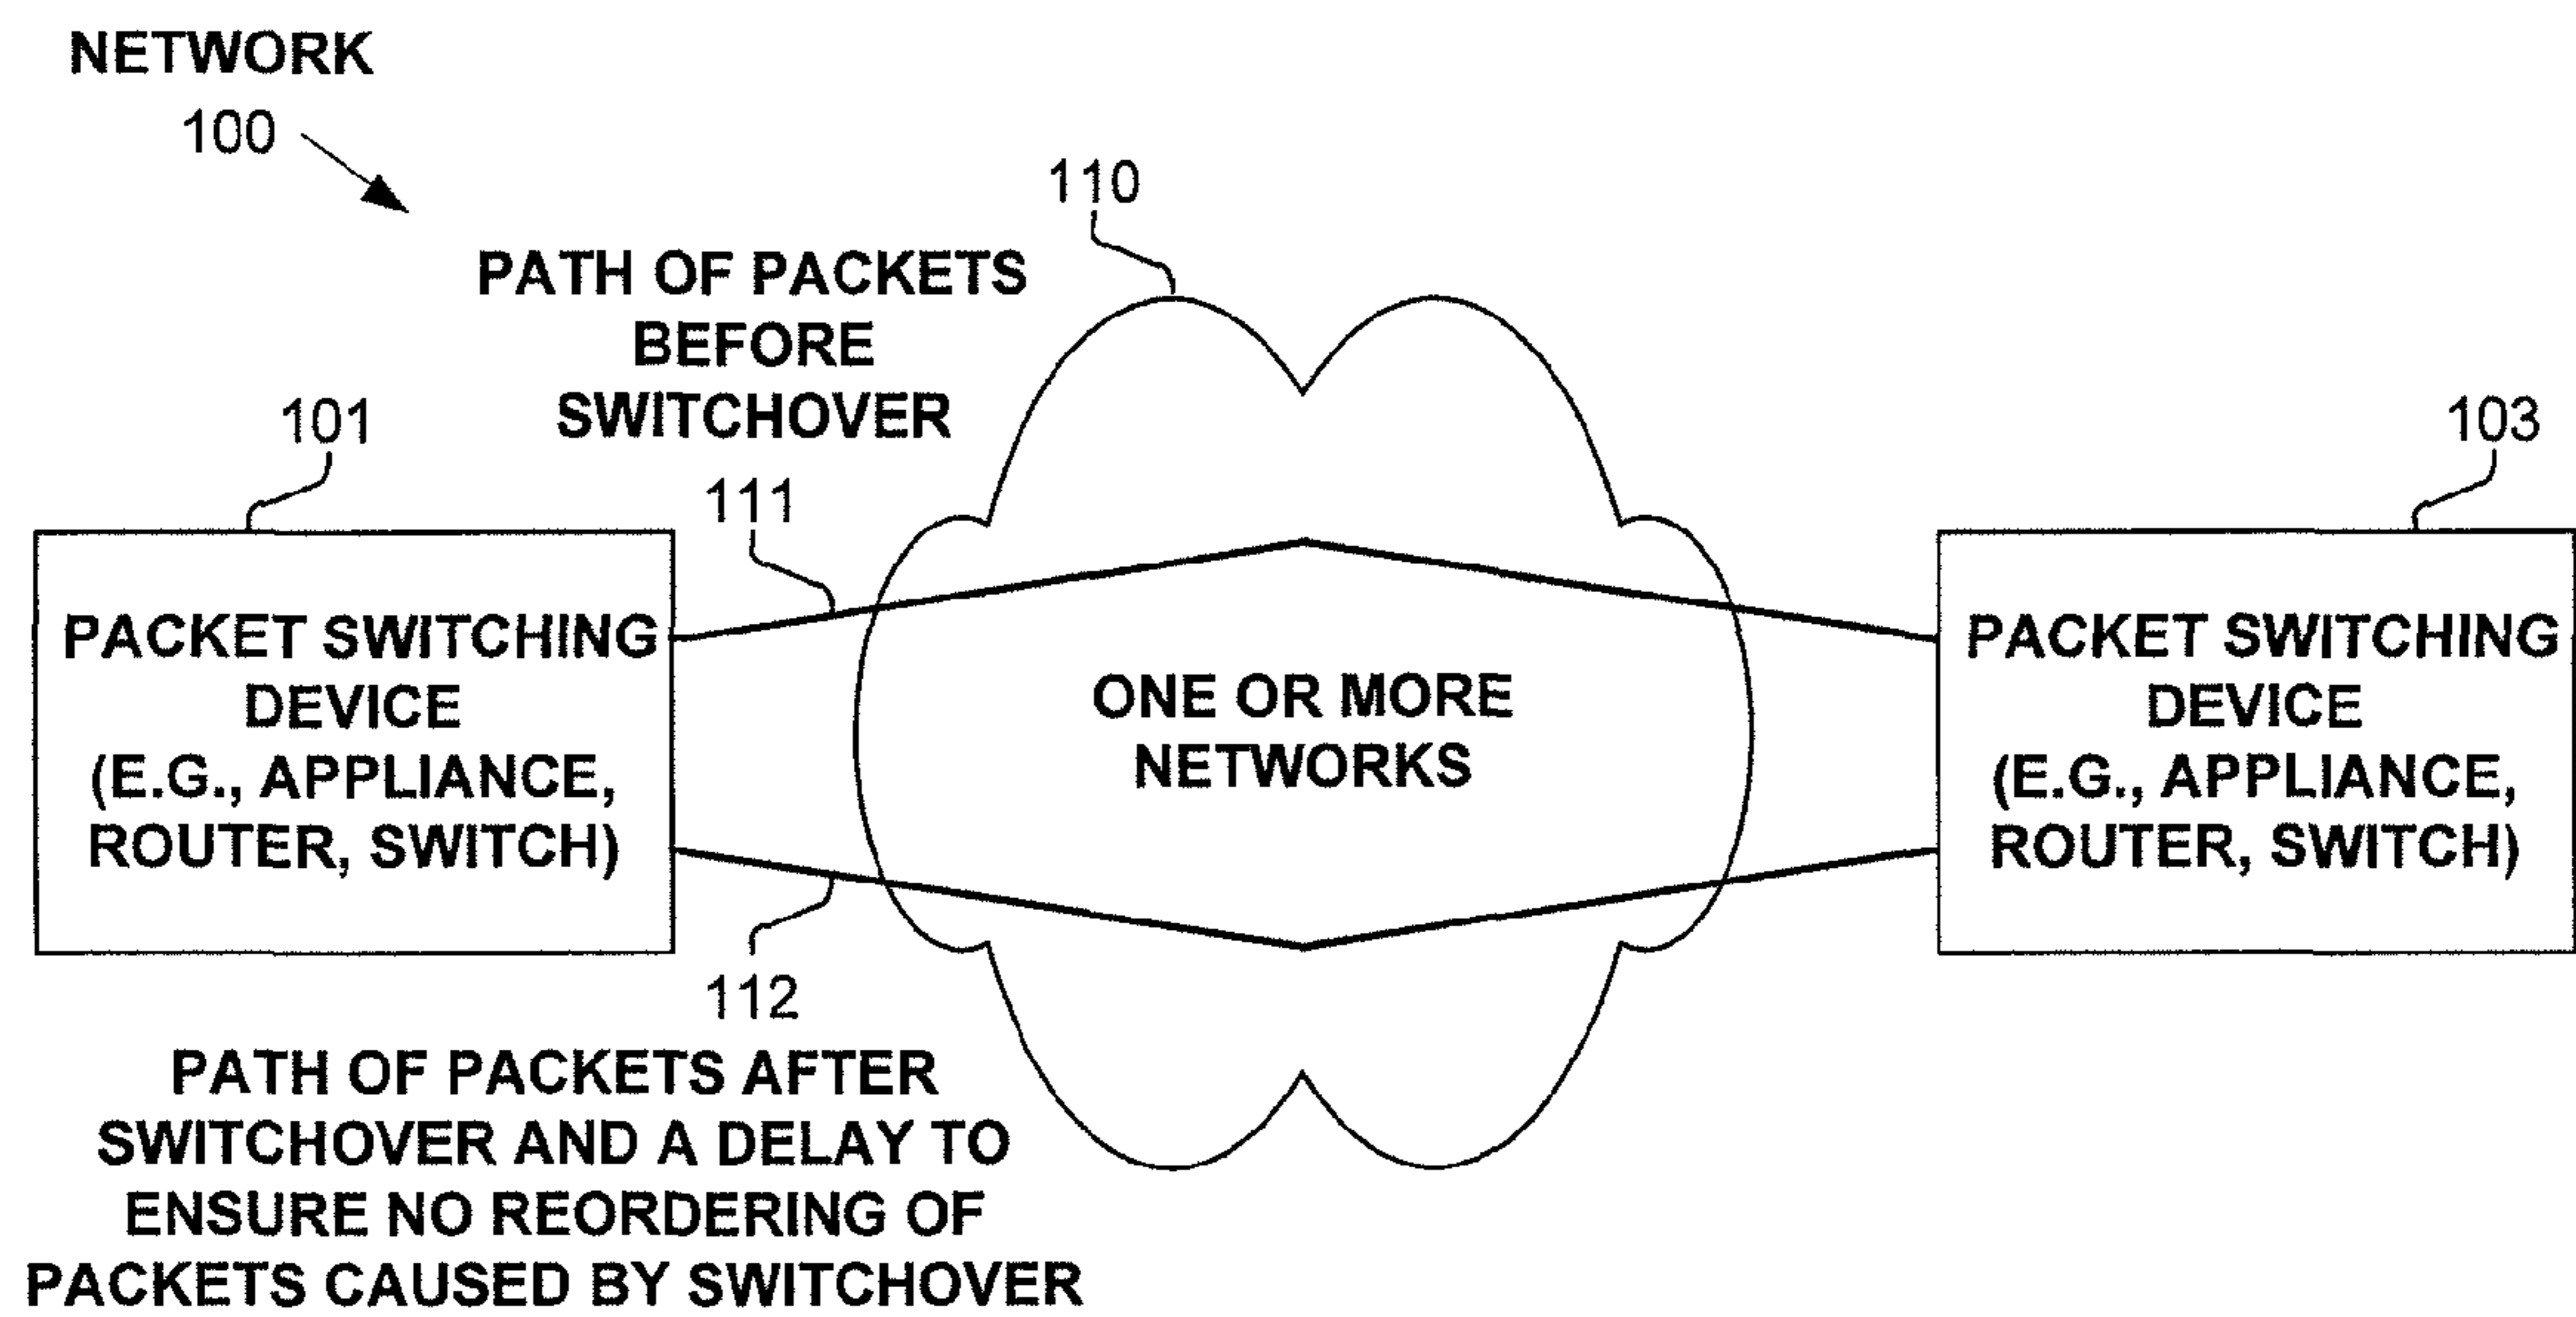 NETWORK
100
110
PATH OF PACKETS
BEFORE
SWITCHOVER
101
103
111
PACKET SWITCHING
DEVICE
(E.G., APPLIANCE,
ROUTER, SWITCH)
ONE OR MORE
NETWORKS
PACKET SWITCHING
DEVICE
(E.G., APPLIANCE,
ROUTER, SWITCH)
112
PATH OF PACKETS AFTER
SWITCHOVER AND A DELAY TO
ENSURE NO REORDERING OF
PACKETS CAUSED BY SWITCHOVER